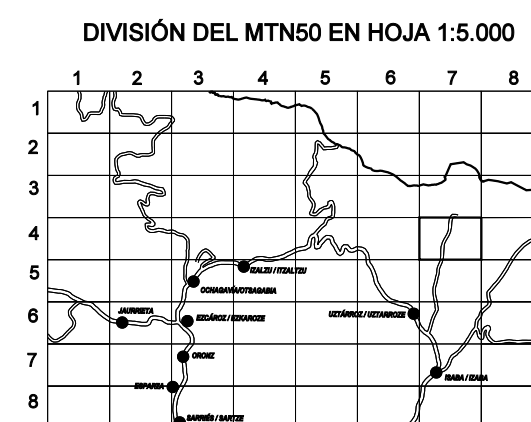 DIVISIÓN DEL MTN50 EN HOJA 1:5.000
1 2 3 4 5 6 7 8
1
2
3
4
IZALZU / ITZALTZU
5
OCHAGAVÍA/OTSAGABIA
JAURRIETA
EZCÁROZ / EZKAROZE
UZTÁRROZ / UZTARROZE
6
ORONZ
7
ISABA / IZABA
ESPARZA
8
SARRIÉS / SARTZE